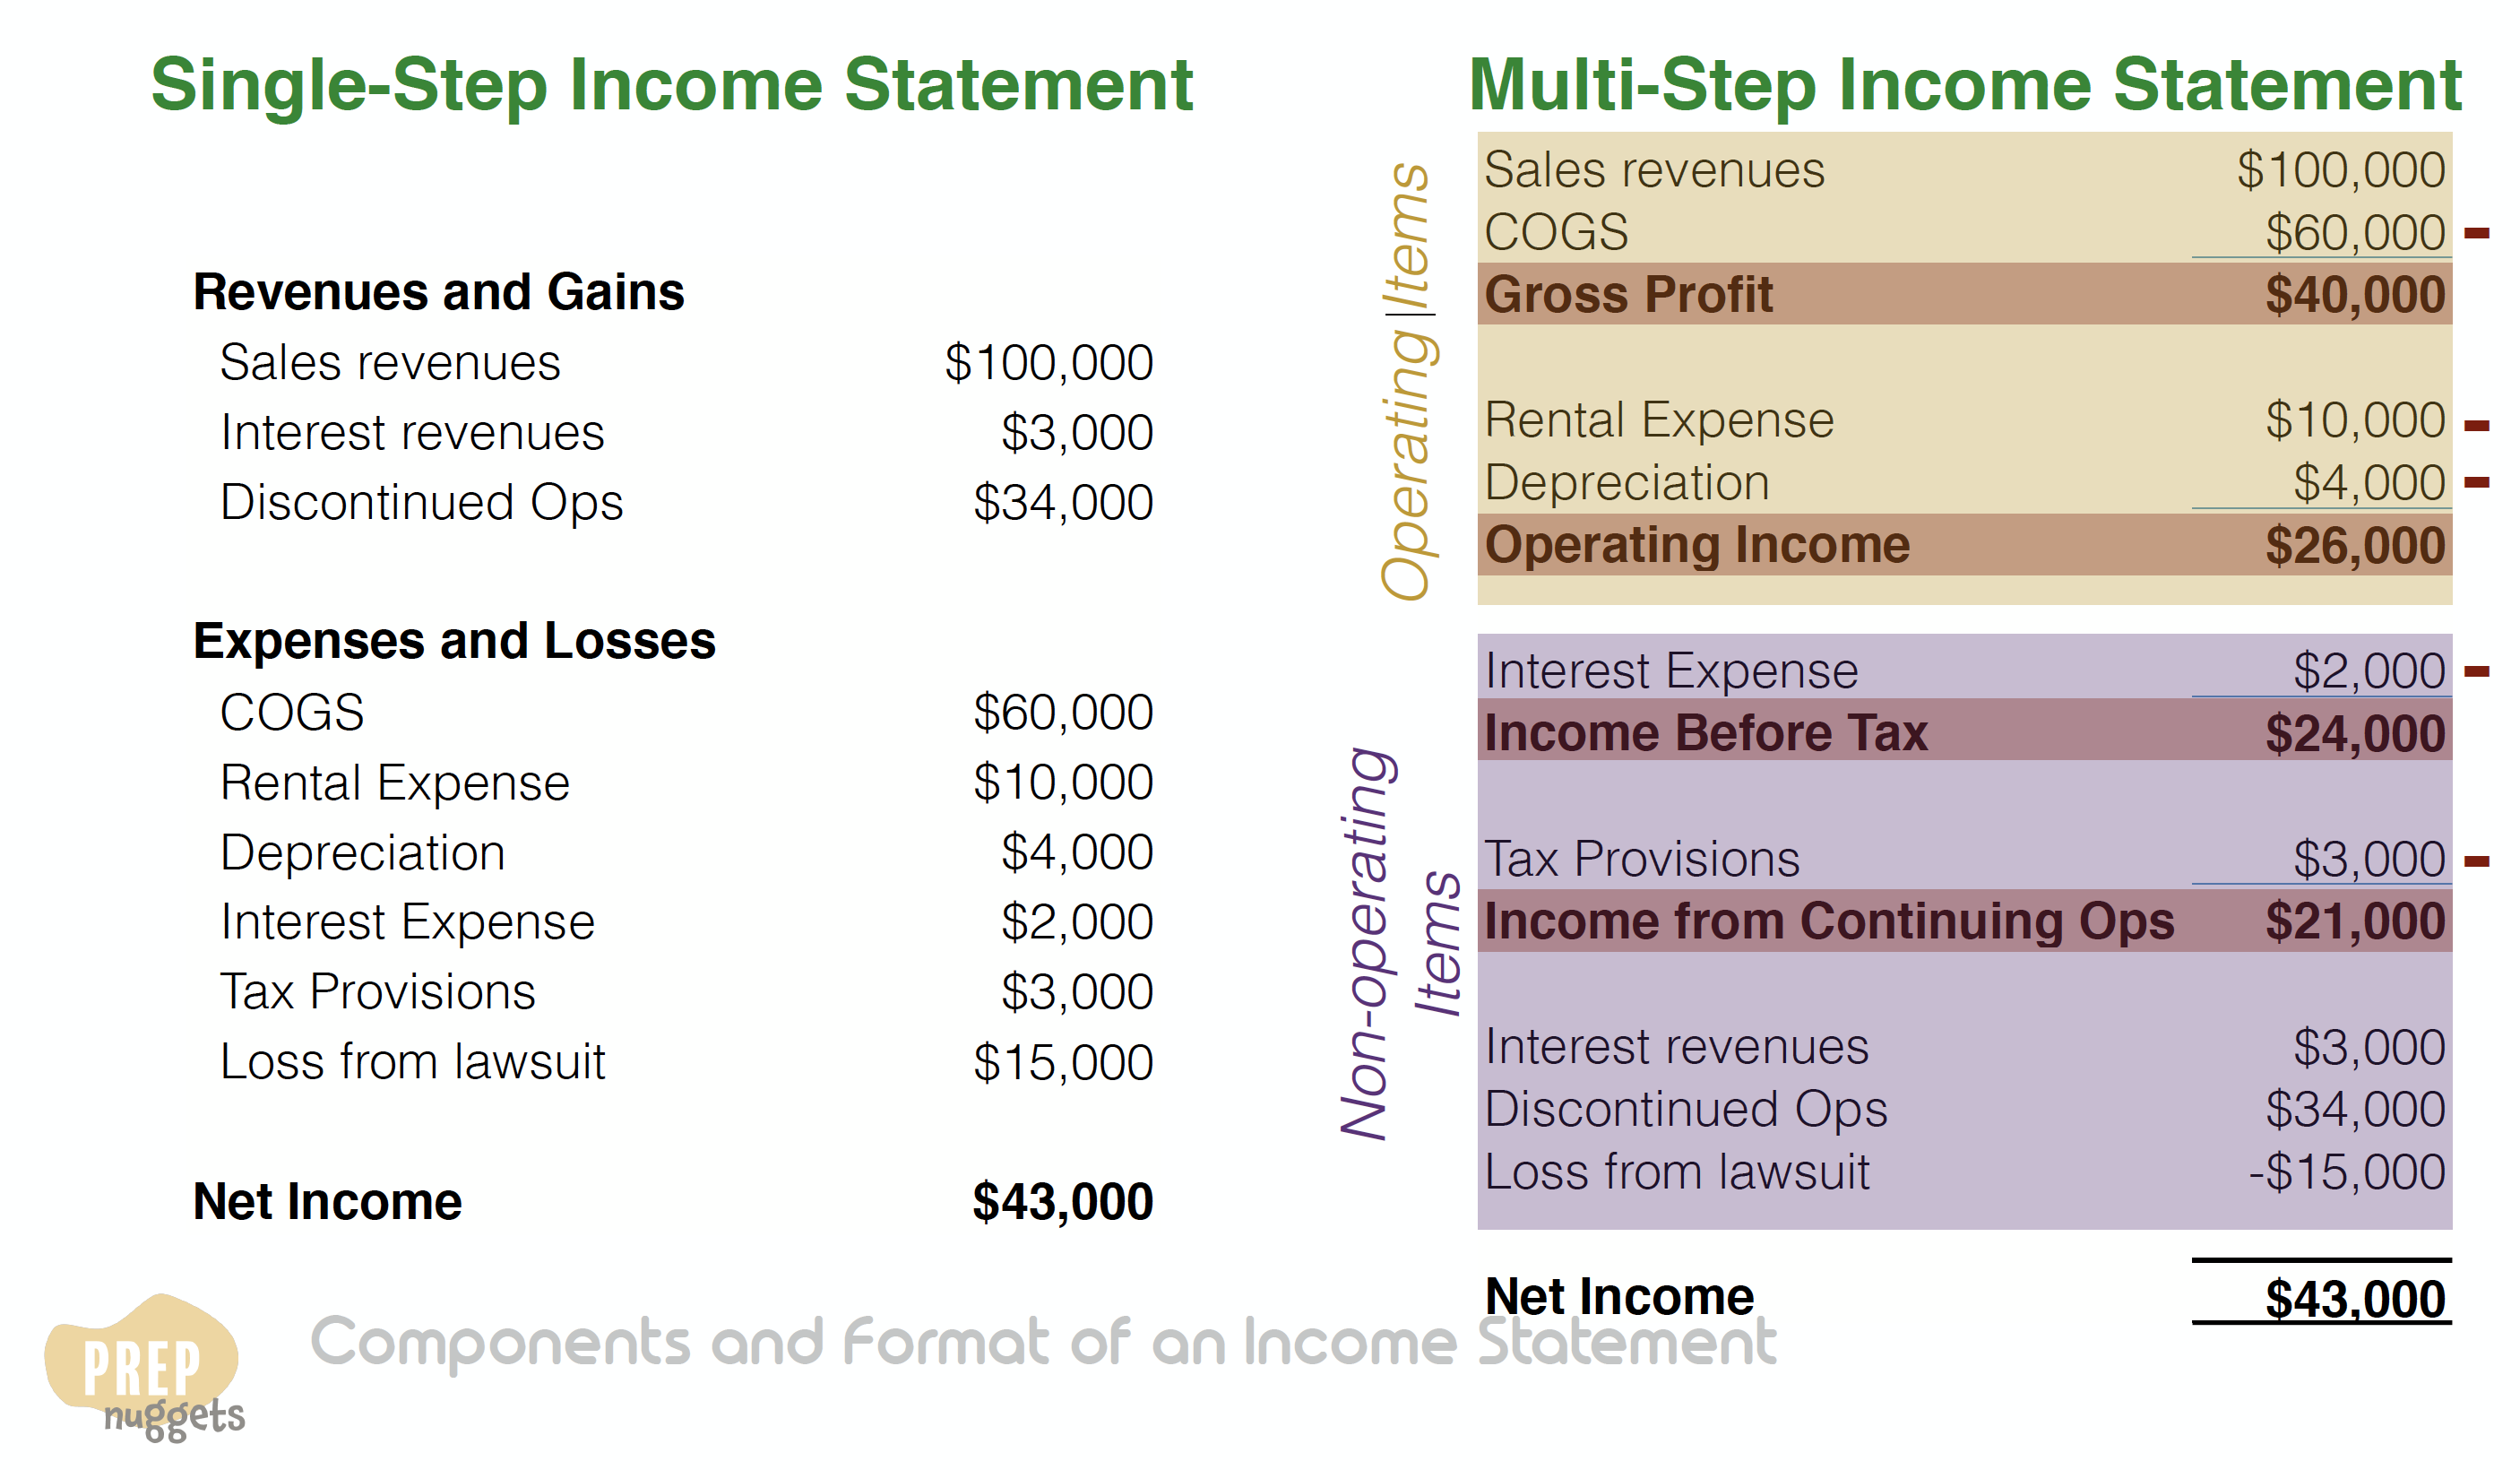 Single-Step Income Statement
Revenues and Gains
Sales revenues $100,000
Interest revenues $3,000
Discontinued Ops $34,000
Expenses and Losses
COGS $60,000
Rental Expense $10,000
Depreciation $4,000
Interest Expense $2,000
Tax Provisions $3,000
Loss from lawsuit $15,000
Net Income $43,000
Multi-Step Income Statement
Operating Items
Sales revenues $100,000
COGS $60,000 -
Gross Profit $40,000
Rental Expense $10,000 -
Depreciation $4,000 -
Operating Income $26,000
Non-operating
Items
Interest Expense $2,000 -
Income Before Tax $24,000
Tax Provisions $3,000 -
Income from Continuing Ops $21,000
Interest revenues $3,000
Discontinued Ops $34,000
Loss from lawsuit -$15,000
Net Income $43,000
PREP
nuggets
Components and Format of an Income Statement